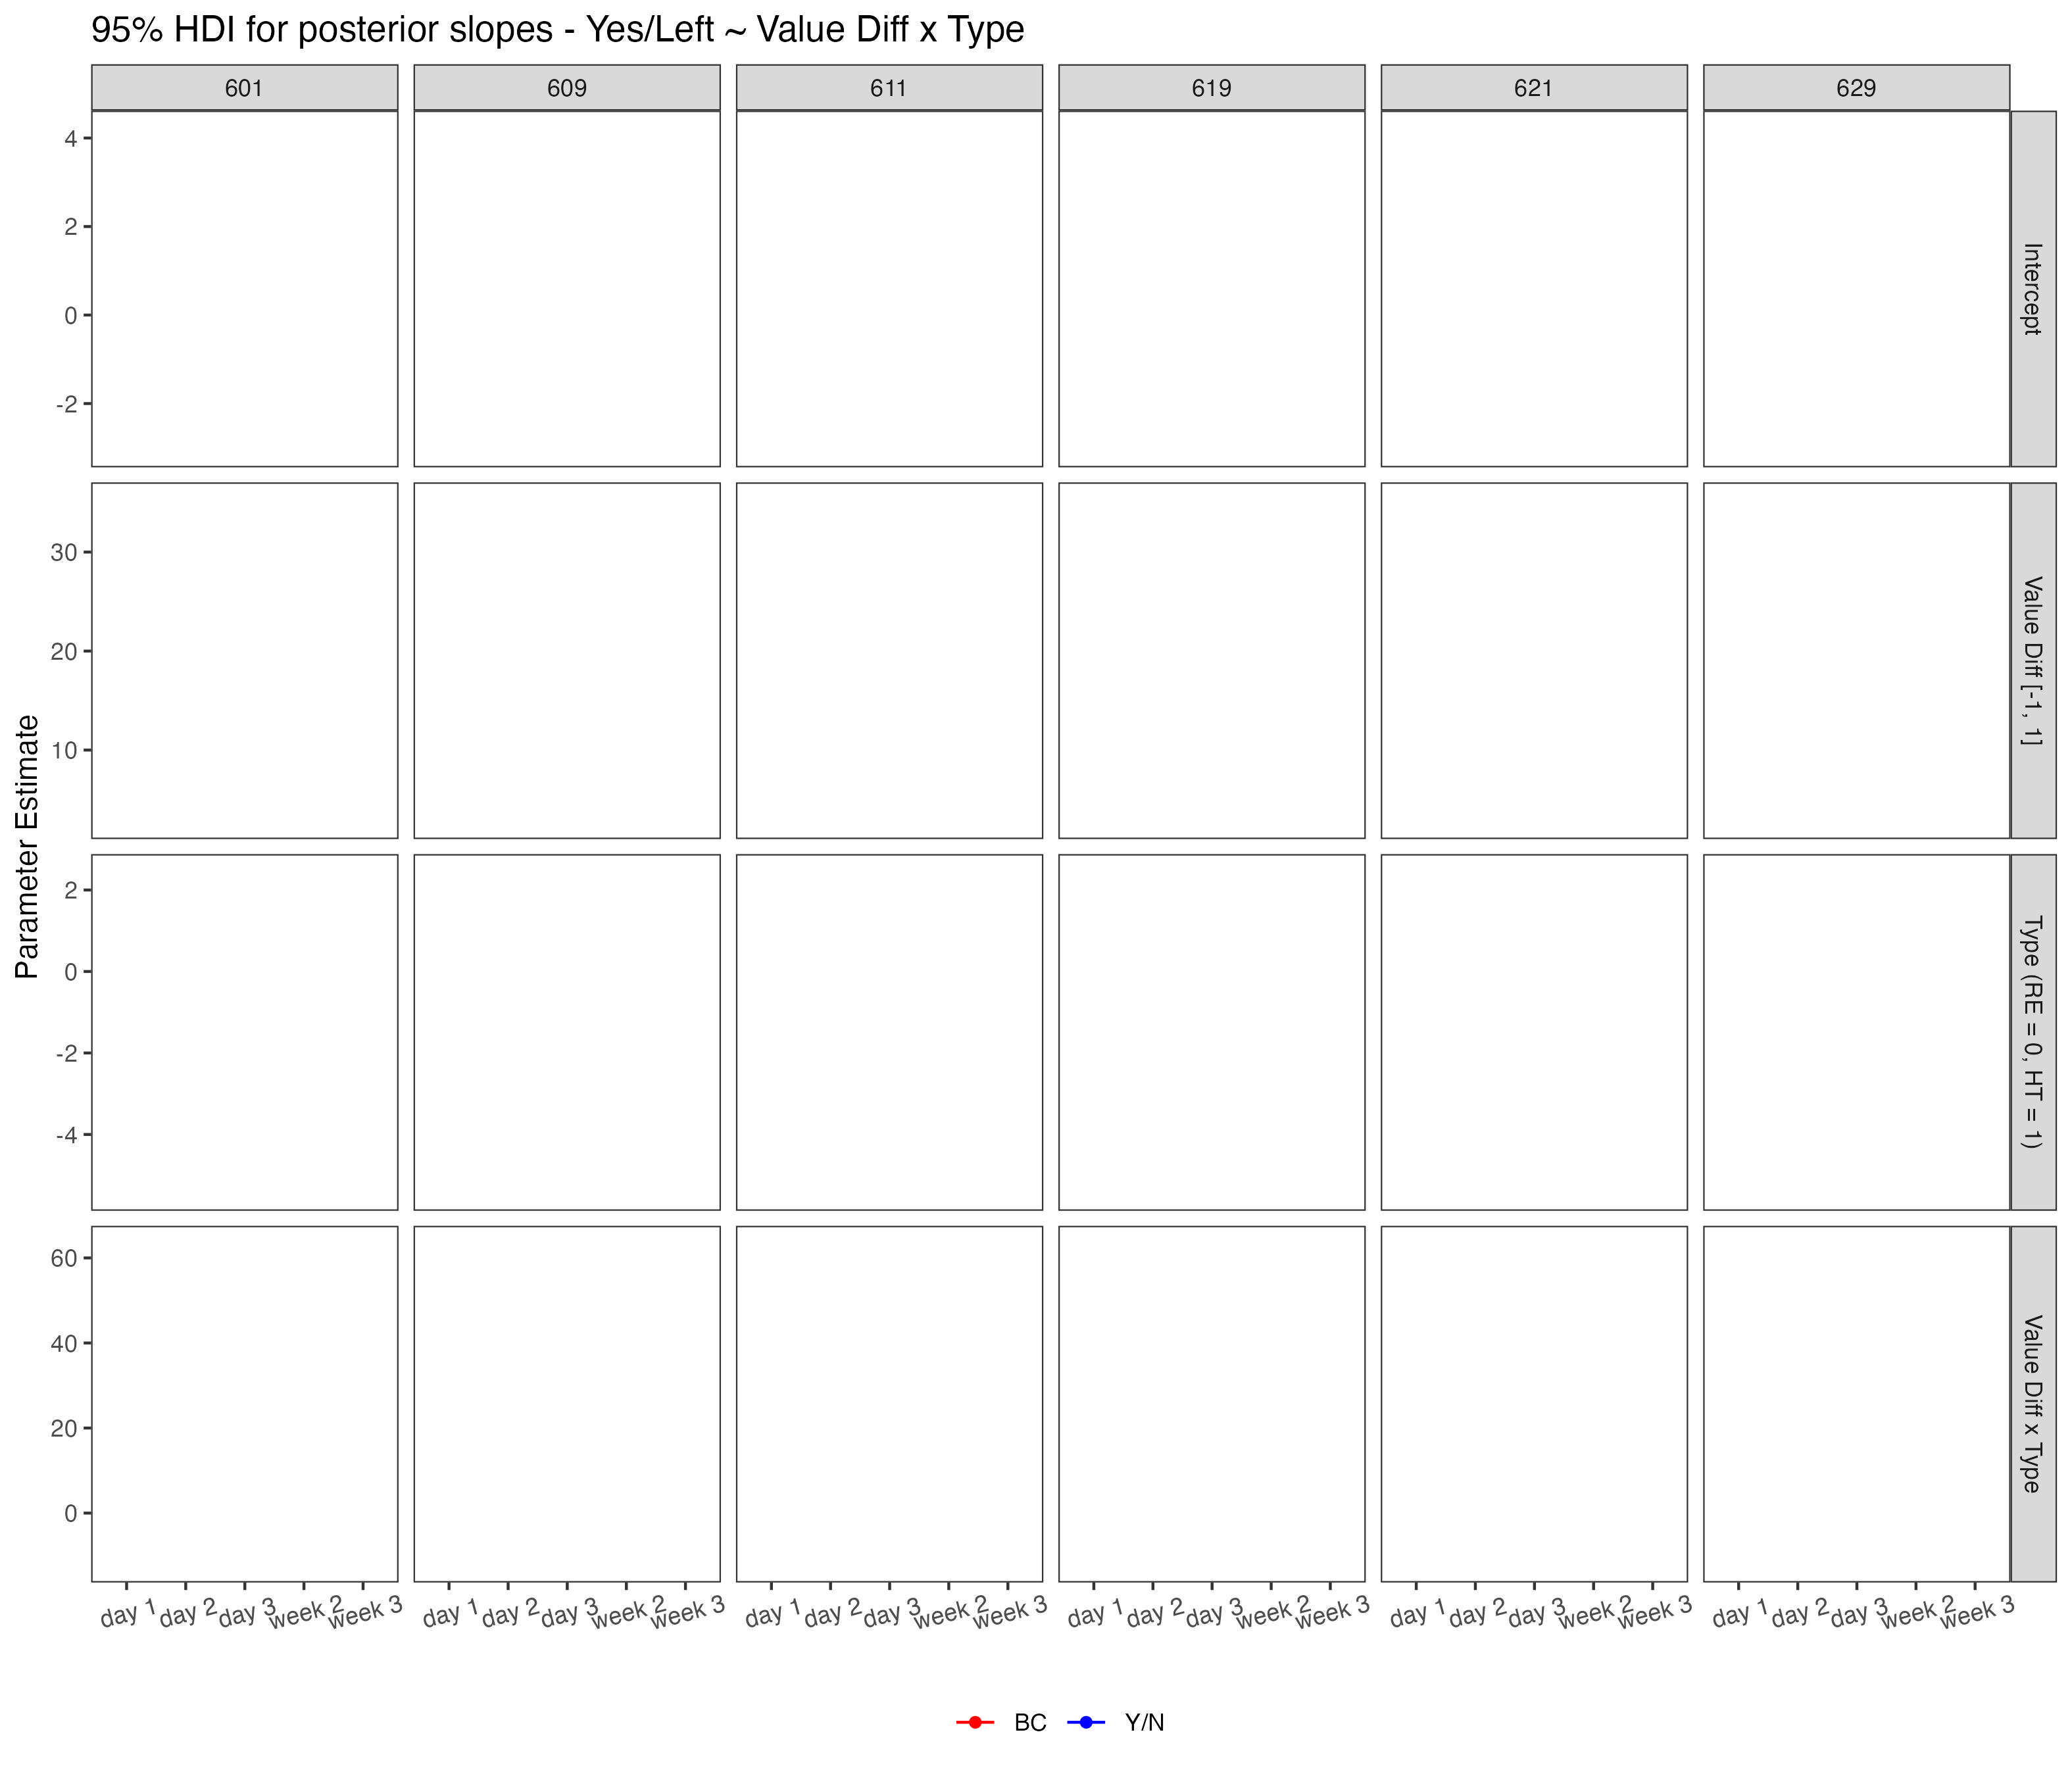 95% HDI for posterior slopes - Yes/Left ~ Value Diff x Type
601 609 611 619 621 629
4
2
0
-2
Intercept
30
20
10
Value Diff [-1, 1]
Parameter Estimate
2
0
-2
-4
Type (RE = 0, HT = 1)
60
40
20
0
Value Diff x Type
day 1 day 2 day 3 week 2 week 3 day 1 day 2 day 3 week 2 week 3 day 1 day 2 day 3 week 2 week 3 day 1 day 2 day 3 week 2 week 3 day 1 day 2 day 3 week 2 week 3 day 1 day 2 day 3 week 2 week 3
BC Y/N